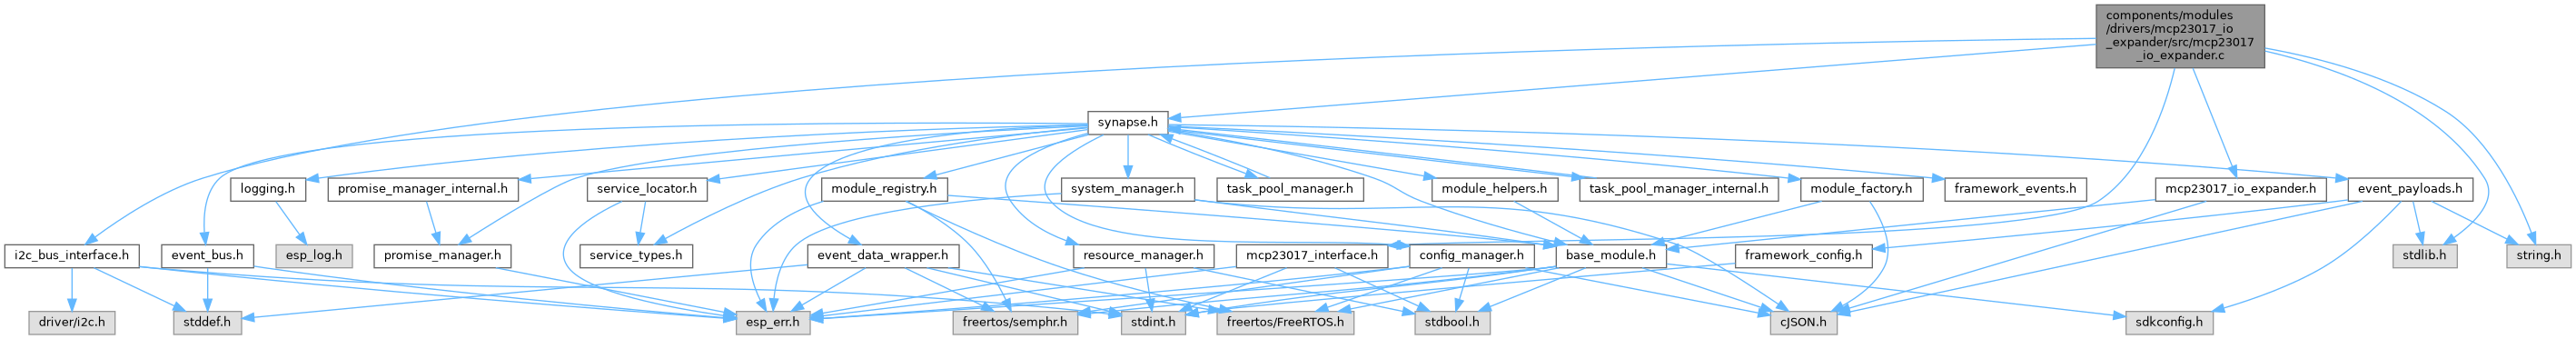 components/modules
/drivers/mcp23017_io
_expander/src/mcp23017
_io_expander.c
synapse.h
logging.h
promise_manager_internal.h
service_locator.h
module_registry.h
system_manager.h
task_pool_manager.h
module_helpers.h
task_pool_manager_internal.h
module_factory.h
framework_events.h
mcp23017_io_expander.h
event_payloads.h
i2c_bus_interface.h
event_bus.h
esp_log.h
promise_manager.h
service_types.h
event_data_wrapper.h
resource_manager.h
mcp23017_interface.h
config_manager.h
base_module.h
framework_config.h
stdlib.h
string.h
driver/i2c.h
stddef.h
esp_err.h
freertos/semphr.h
stdint.h
freertos/FreeRTOS.h
stdbool.h
cJSON.h
sdkconfig.h